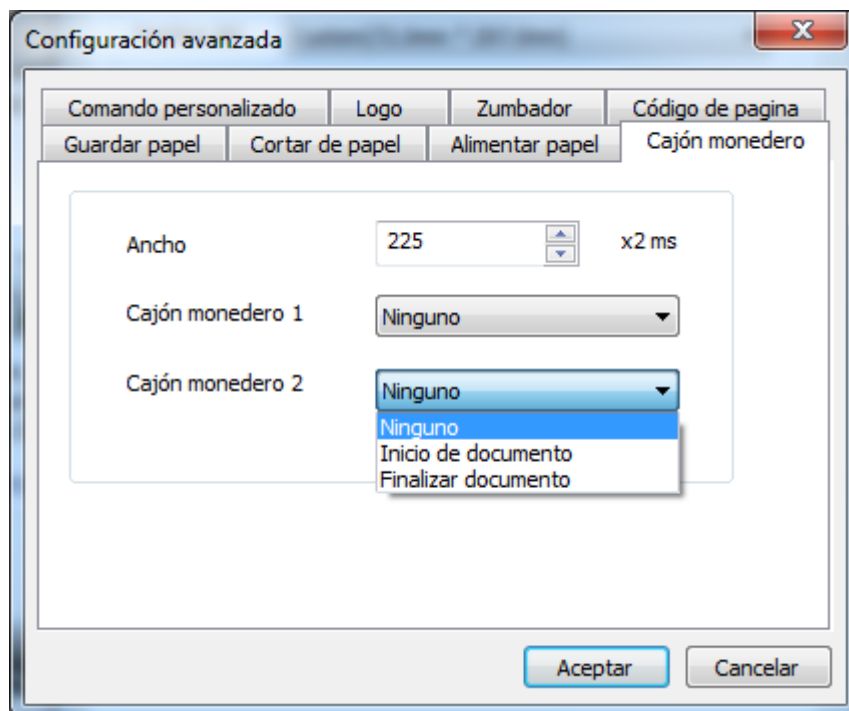 Configuración avanzada
Comando personalizado Logo Zumbador Código de pagina
Guardar papel Cortar de papel Alimentar papel Cajón monedero
Ancho 225 x2 ms
Cajón monedero 1 Ninguno
Cajón monedero 2 Ninguno
Ninguno
Inicio de documento
Finalizar documento
Aceptar Cancelar